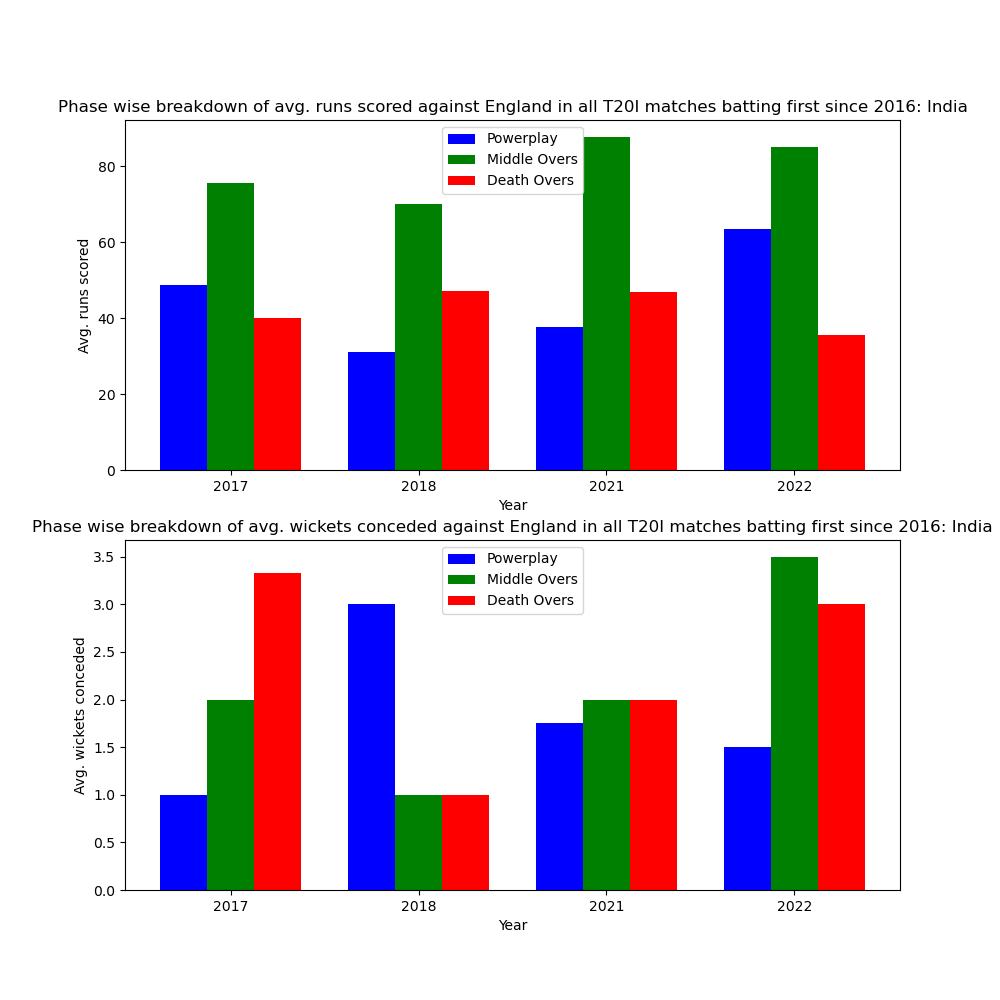 Phase wise breakdown of avg. runs scored against England in all T20I matches batting first since 2016: India
Powerplay
Middle Overs
Death Overs
80
60
40
20
0
Avg. runs scored
2017 2018 2021 2022
Year
Phase wise breakdown of avg. wickets conceded against England in all T20I matches batting first since 2016: India
Powerplay
Middle Overs
Death Overs
3.5
3.0
2.5
2.0
1.5
1.0
0.5
0.0
Avg. wickets conceded
2017 2018 2021 2022
Year